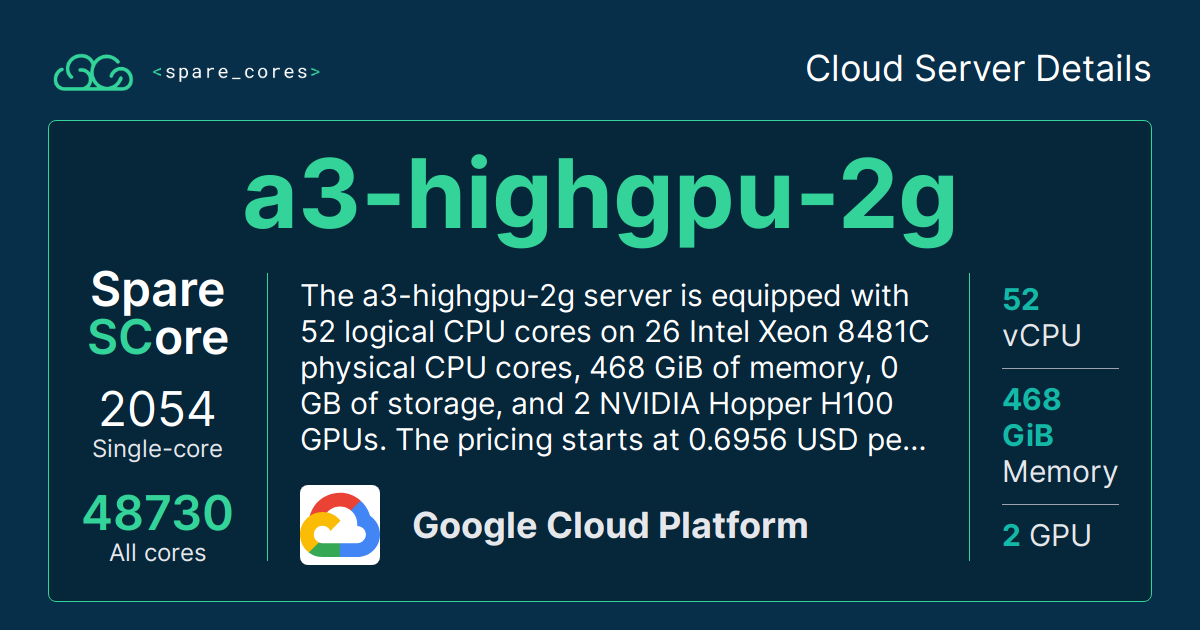 <spare_cores>
Cloud Server Details
a3-highgpu-2g
Spare
SCore
2054
Single-core
48730
All cores
The a3-highgpu-2g server is equipped with
52 logical CPU cores on 26 Intel Xeon 8481C
physical CPU cores, 468 GiB of memory, 0
GB of storage, and 2 NVIDIA Hopper H100
GPUs. The pricing starts at 0.6956 USD pe...
Google Cloud Platform
52
vCPU
468
GiB
Memory
2 GPU